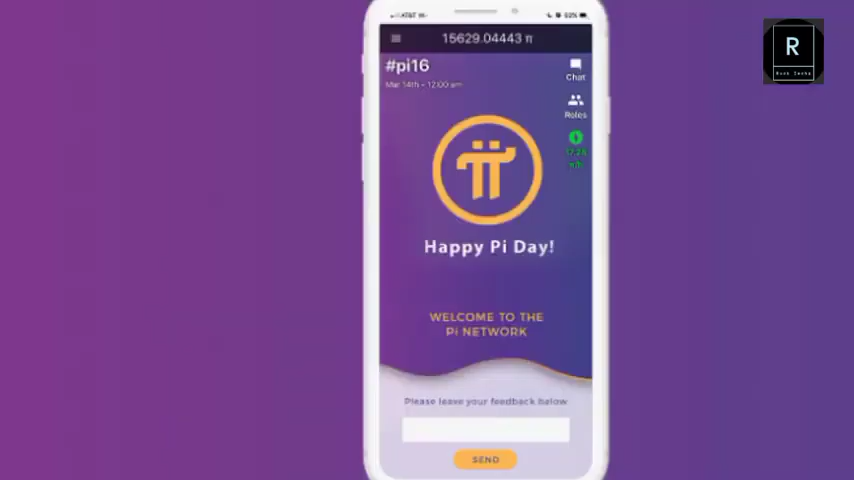 AT&T
15629.04443 π
#pi16
Mar 14th - 12:00 am
Chat
Roles
Happy Pi Day!
WELCOME TO THE
Pi NETWORK
Please leave your feedback below
SEND
R